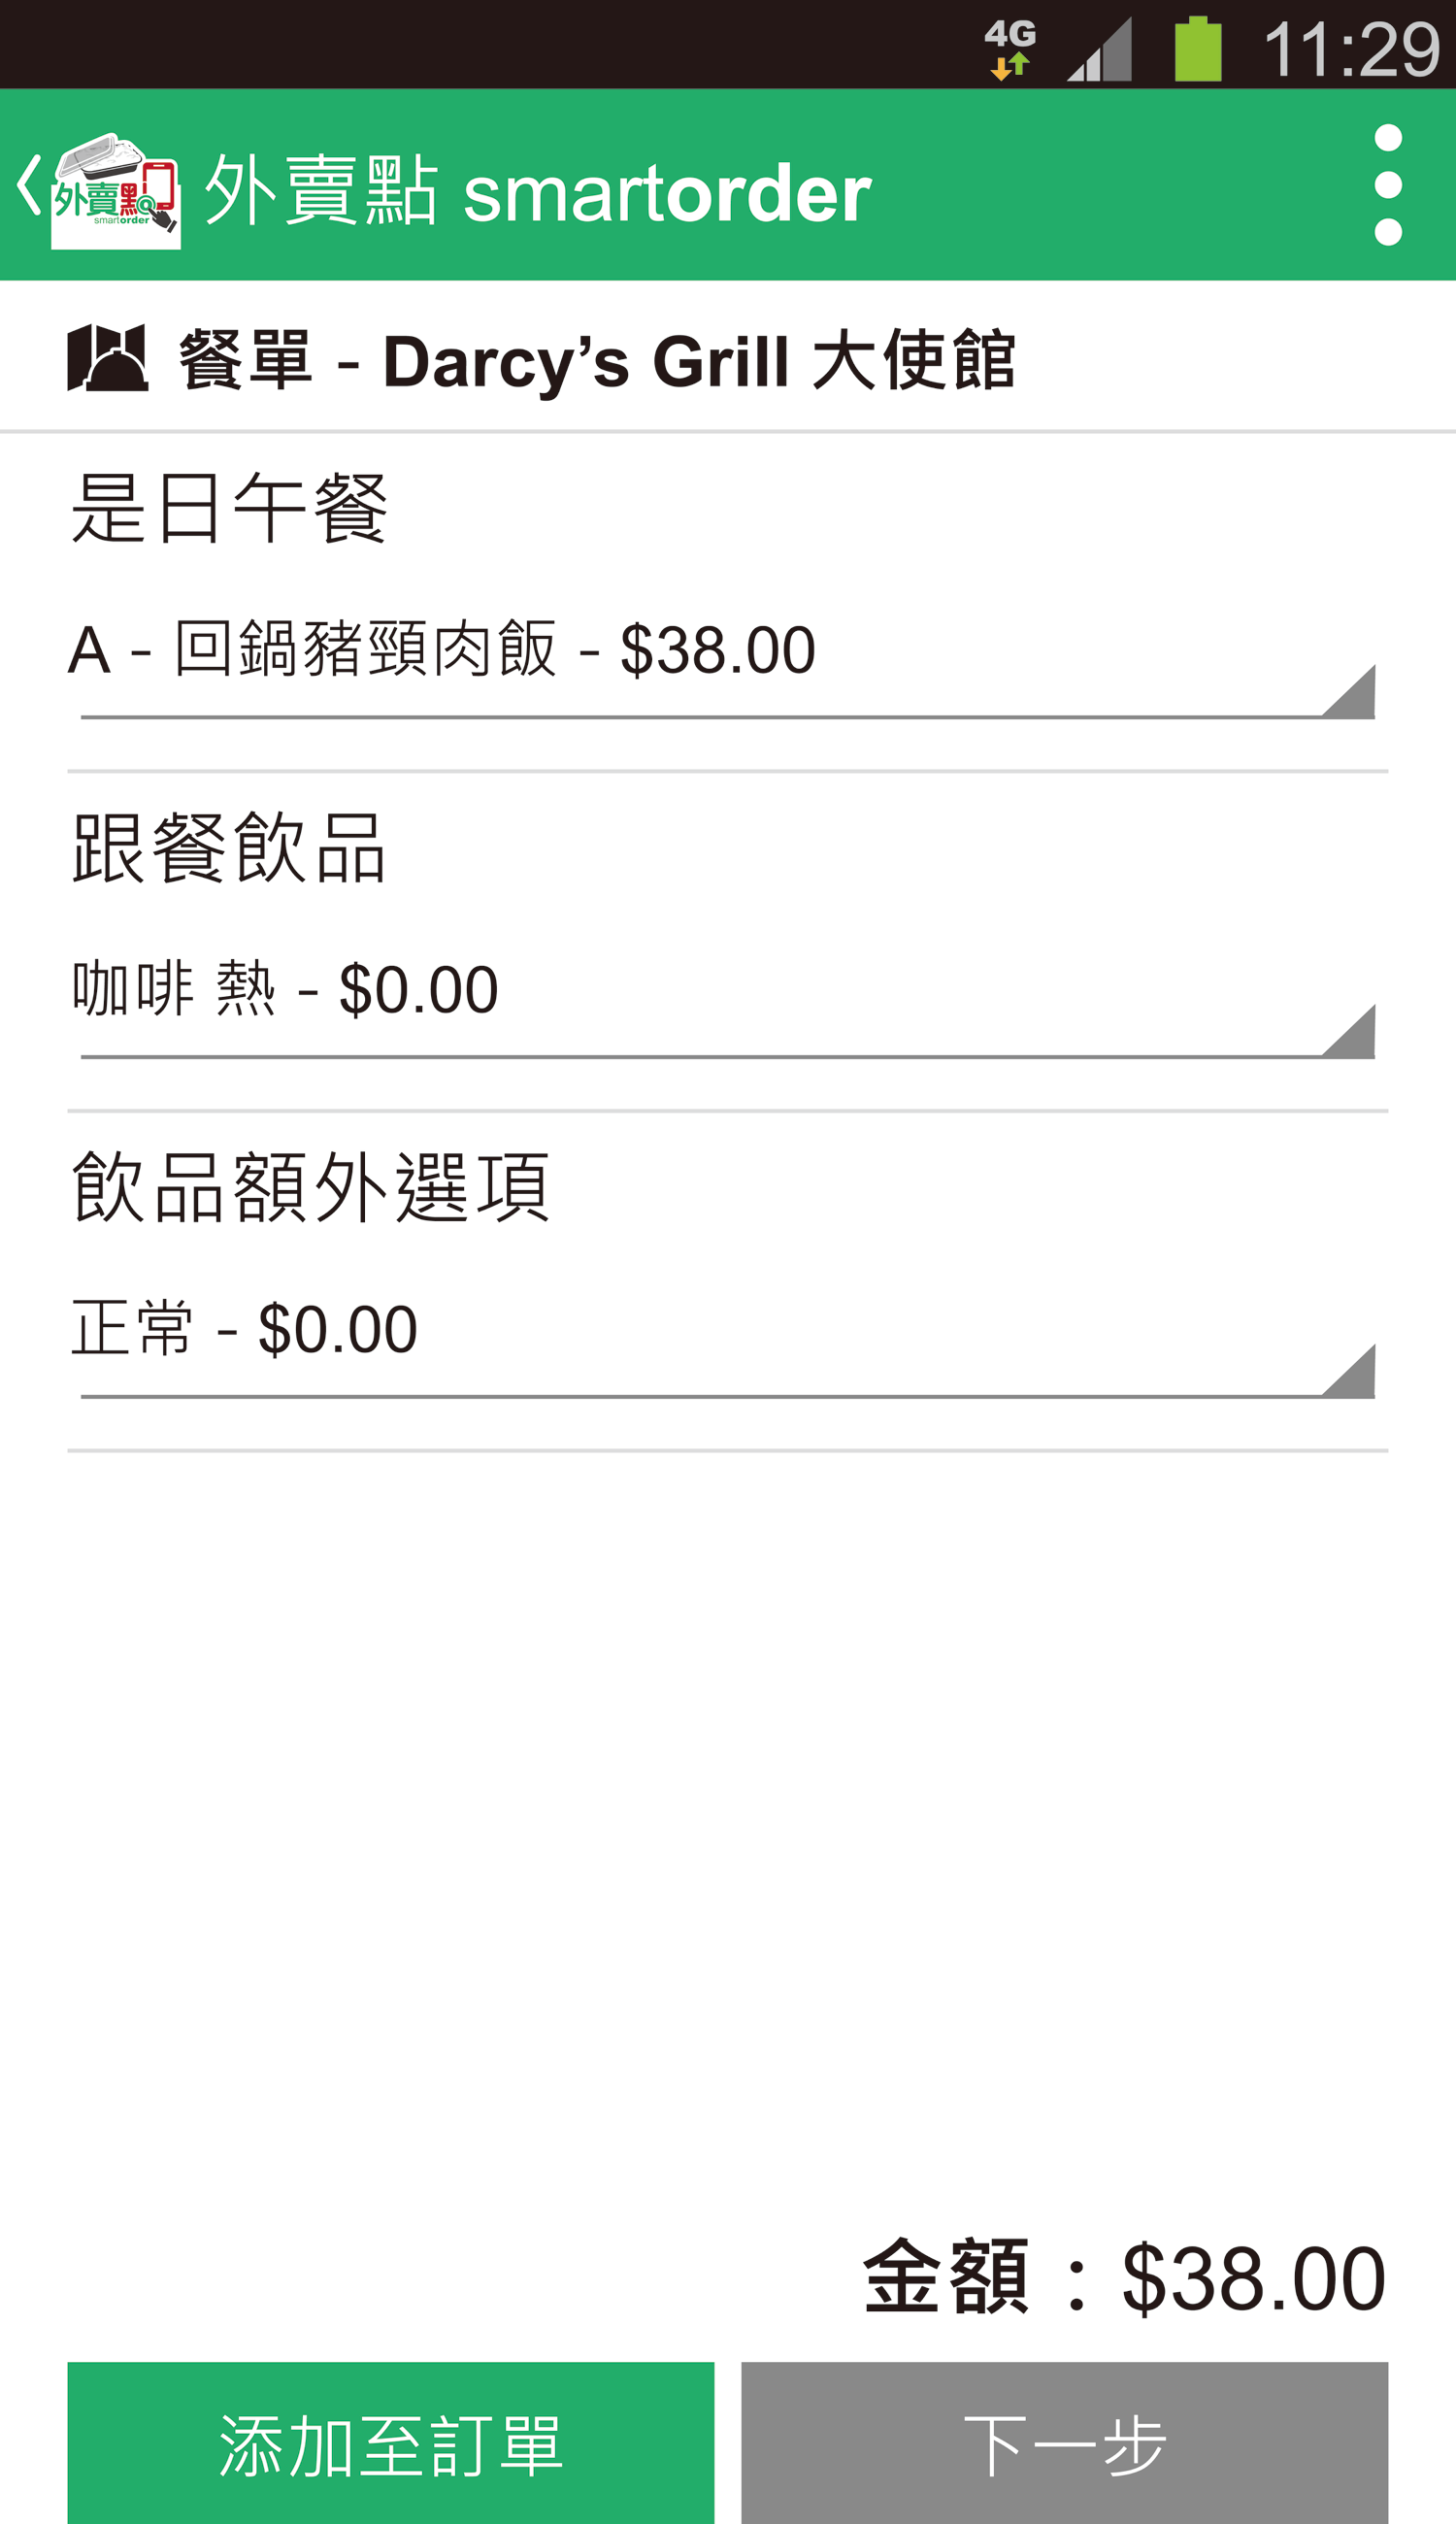 4G 11:29
外賣點 smartorder
外賣點 smartorder
餐單 - Darcy’s Grill 大使館
是日午餐
A - 回鍋豬頸肉飯 - $38.00
跟餐飲品
咖啡 熱 - $0.00
飲品額外選項
正常 - $0.00
金額：$38.00
添加至訂單 下一步